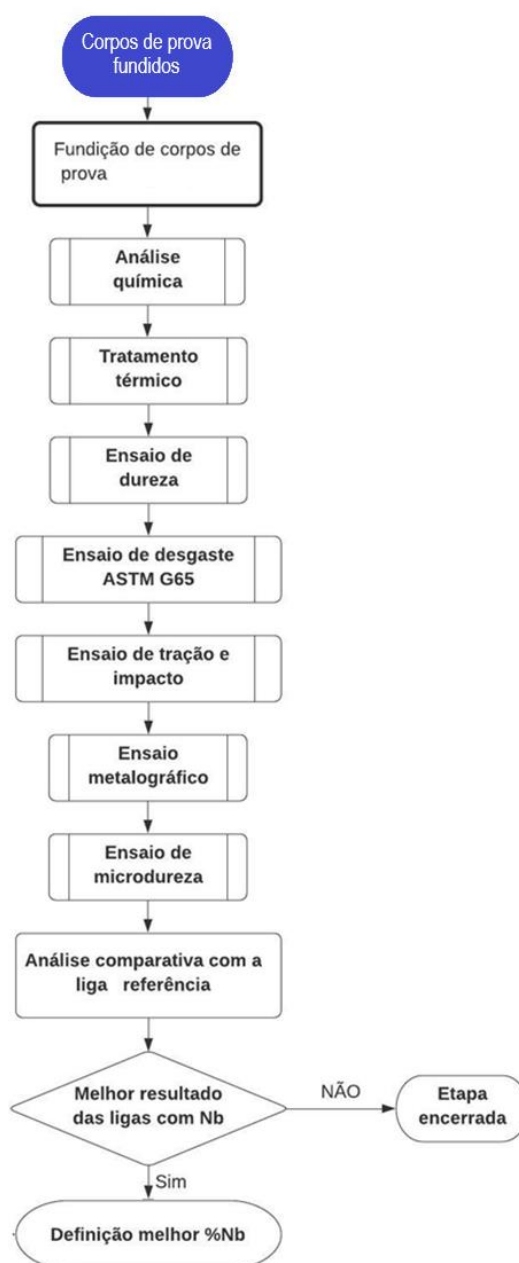 Corpos de prova
fundidos
Fundição de corpos de
prova
Análise
química
Tratamento
térmico
Ensaio de
dureza
Ensaio de desgaste
ASTM G65
Ensaio de tração e
impacto
Ensaio
metalográfico
Ensaio de
microdureza
Análise comparativa com a
liga referência
Melhor resultado
das ligas com Nb
NÃO
Etapa
encerrada
Sim
Definição melhor %Nb